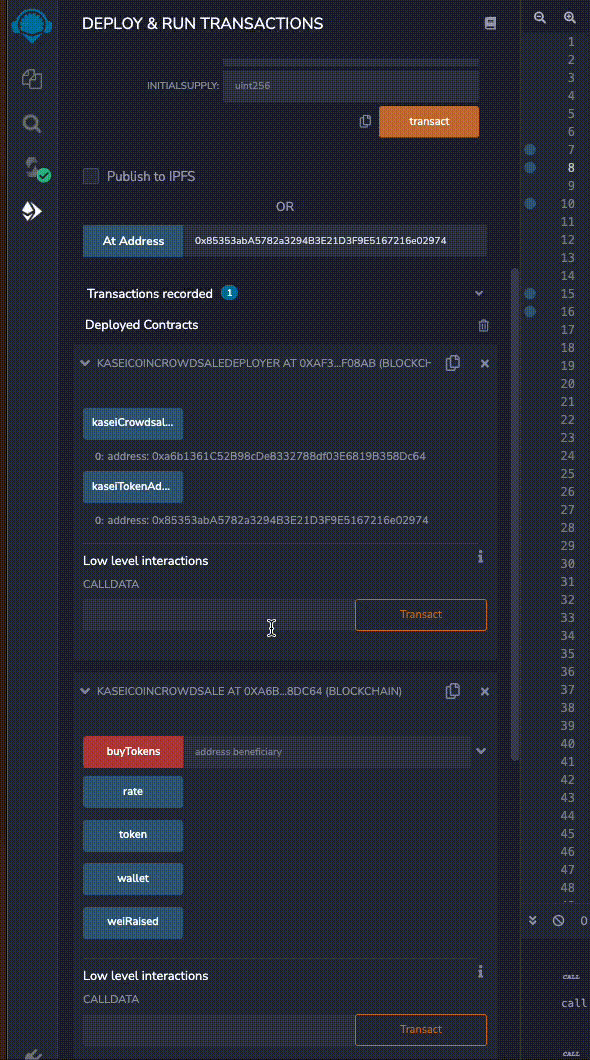 DEPLOY & RUN TRANSACTIONS
INITIALSUPPLY: uint256
transact
Publish to IPFS
OR
At Address 0x85353abA5782a3294B3E21D3F9E5167216e02974
Transactions recorded 1
Deployed Contracts
KASEICOINCROWDSALEDEPLOYER AT 0XAF3...F08AB (BLOCKCH
kaseiCrowdsal...
0: address: 0xa6b1361C52B98cDe8332788df03E6819B358Dc64
kaseiTokenAd...
0: address: 0x85353abA5782a3294B3E21D3F9E5167216e02974
Low level interactions
CALLDATA
Transact
KASEICOINCROWDSALE AT 0XA6B...8DC64 (BLOCKCHAIN)
buyTokens address beneficiary
rate
token
wallet
weiRaised
Low level interactions
CALLDATA
Transact
1
2
3
4
5
6
7
8
9
10
11
12
13
14
15
16
17
18
19
20
21
22
23
24
25
26
27
28
29
30
31
32
33
34
35
36
37
38
39
40
41
42
43
44
45
46
47
48
0
CALL
call
CALL